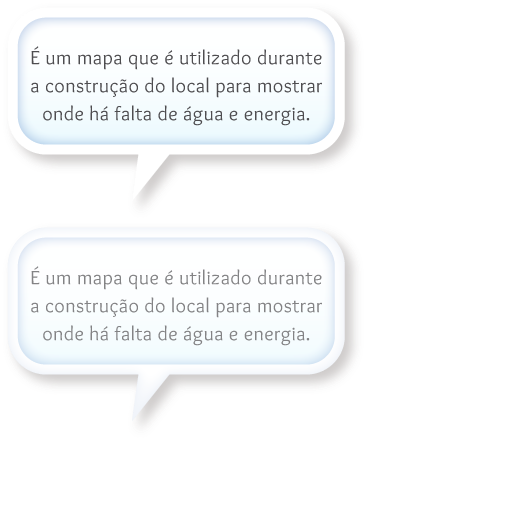 É um mapa que é utilizado durante
a construção do local para mostrar
onde há falta de água e energia.
É um mapa que é utilizado durante
a construção do local para mostrar
onde há falta de água e energia.